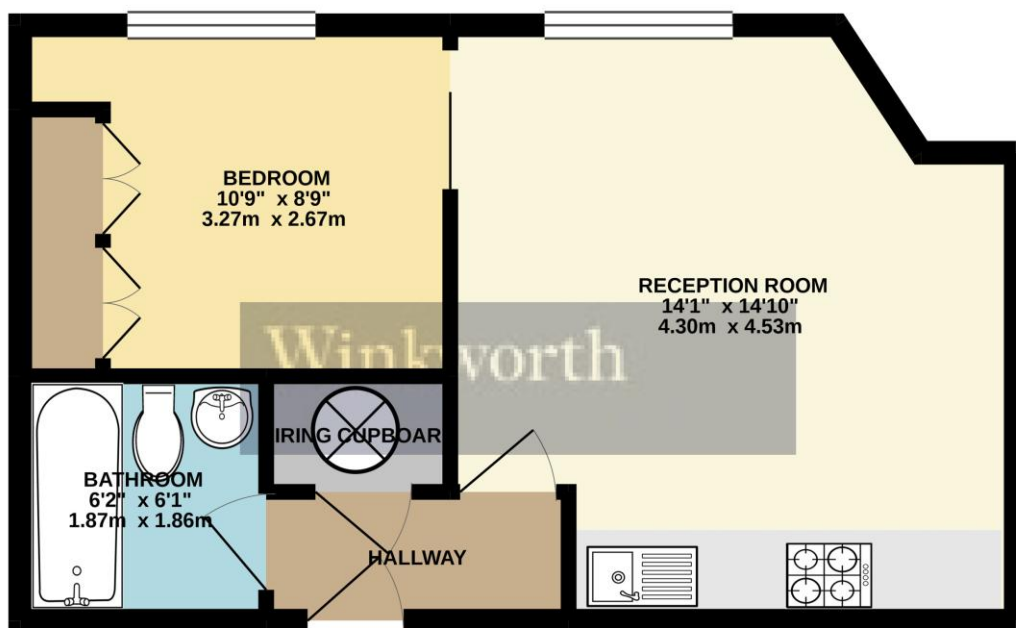 BEDROOM
10'9" x 8'9"
3.27m x 2.67m
RECEPTION ROOM
14'1" x 14'10"
4.30m x 4.53m
Winkworth
IRING CUPBOAR
BATHROOM
6'2" x 6'1"
1.87m x 1.86m
HALLWAY